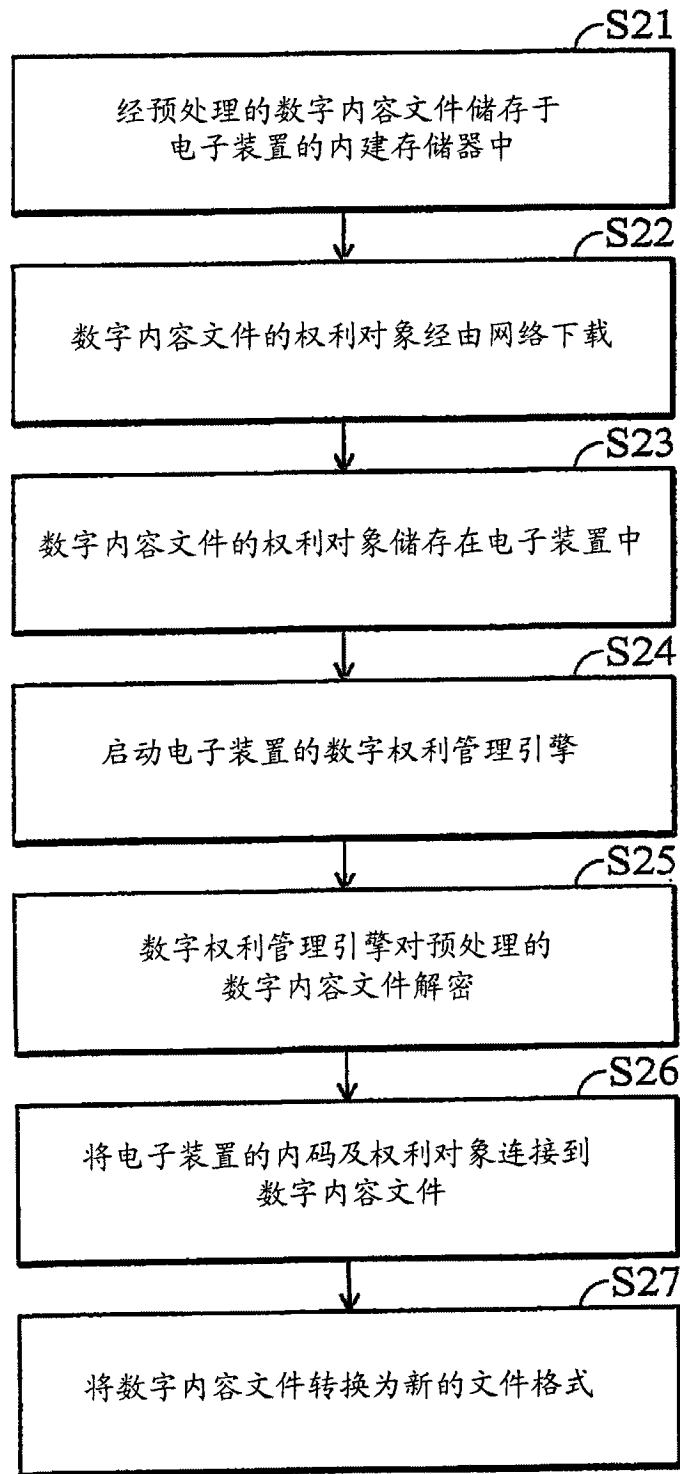 S21
经预处理的数字内容文件储存于
电子装置的内建存储器中
S22
数字内容文件的权利对象经由网络下载
S23
数字内容文件的权利对象储存在电子装置中
S24
启动电子装置的数字权利管理引擎
S25
数字权利管理引擎对预处理的
数字内容文件解密
S26
将电子装置的内码及权利对象连接到
数字内容文件
S27
将数字内容文件转换为新的文件格式